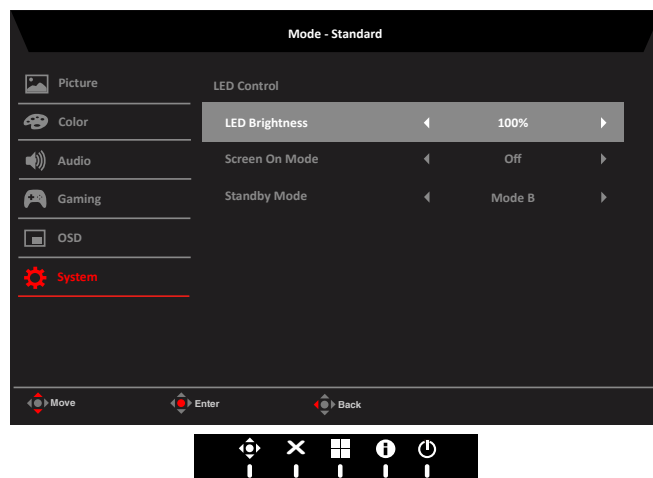 Mode - Standard
Picture
LED Control
Color
LED Brightness 100%
Audio
Screen On Mode Off
Gaming
Standby Mode Mode B
OSD
System
Move Enter Back